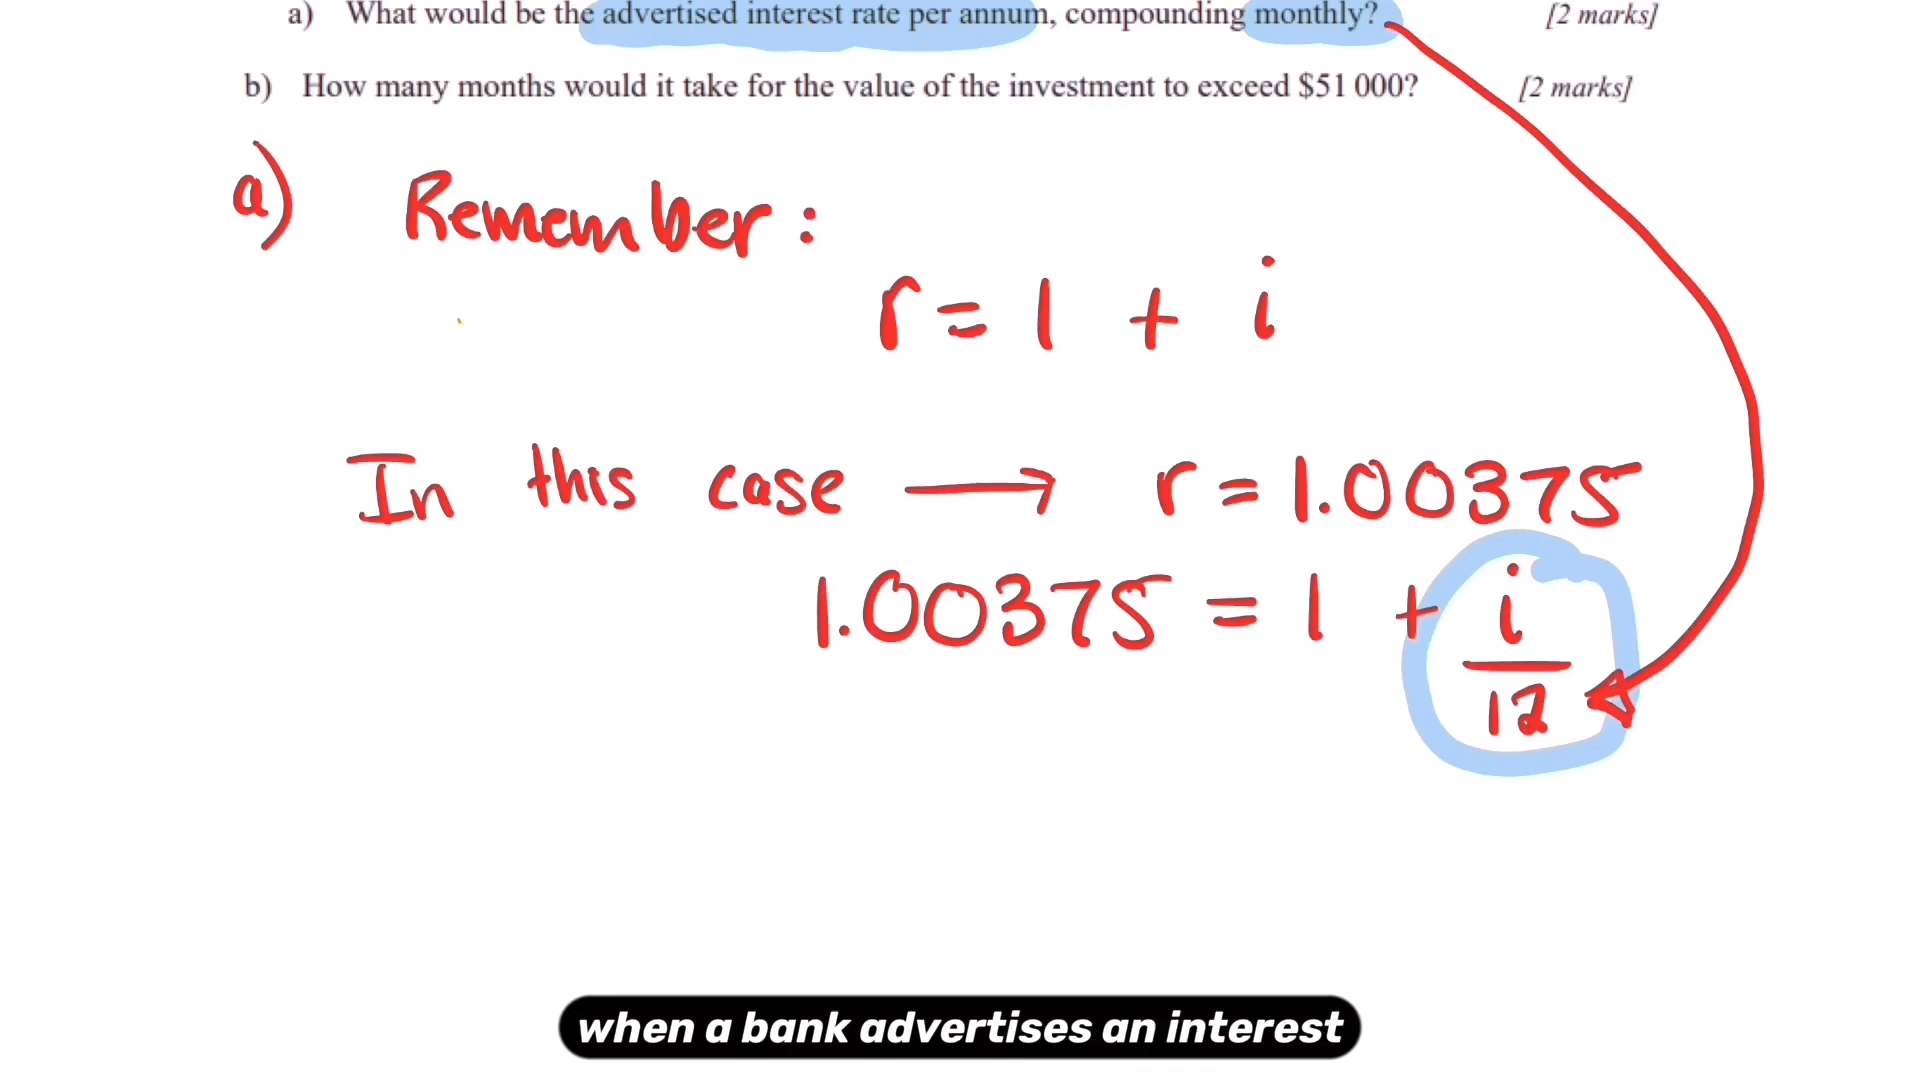 a) What would be the advertised interest rate per annum, compounding monthly? [2 marks]
b) How many months would it take for the value of the investment to exceed $51 000? [2 marks]
a) Remember:
r = 1 + i
In this case → r = 1.00375
1.00375 = 1 + i/12
when a bank advertises an interest